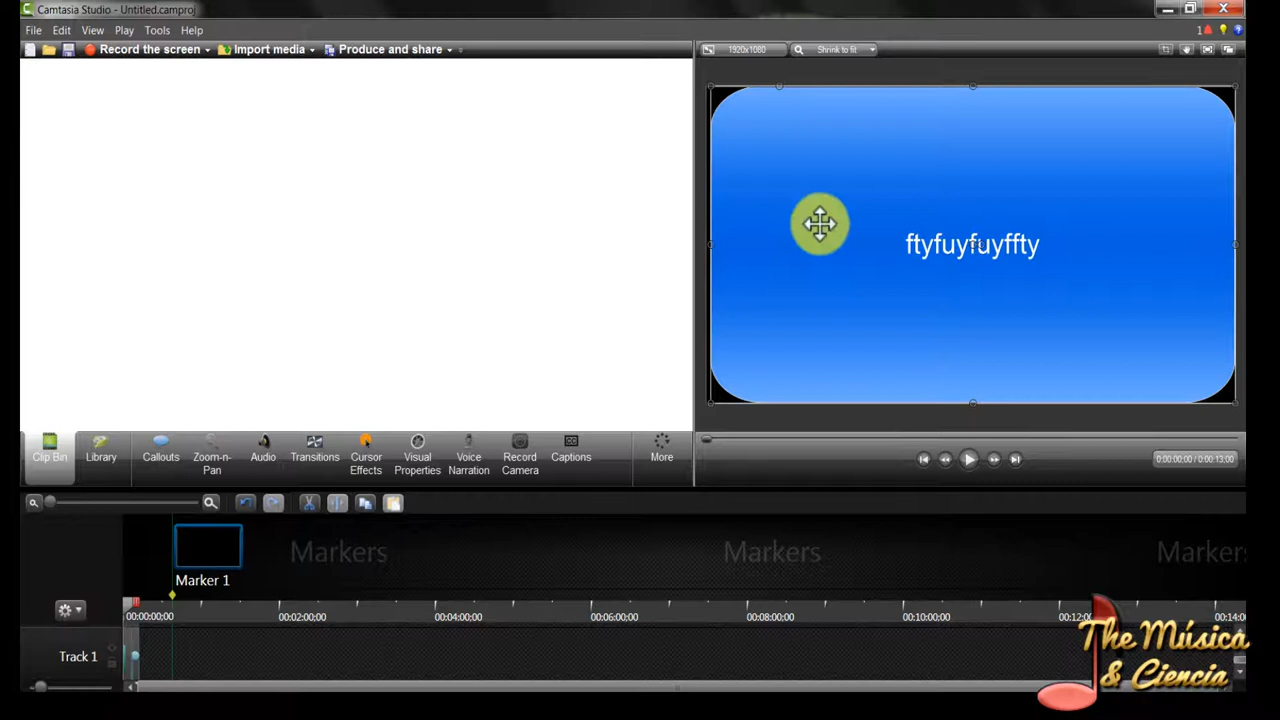 Camtasia Studio - Untitled.camproj
File Edit View Play Tools Help
1
Record the screen Import media Produce and share
1920x1080 Shrink to fit
ftyfuyfuyffty
Clip Bin Library Callouts Zoom-n-Pan Audio Transitions Cursor Effects Visual Properties Voice Narration Record Camera Captions More
0:00:00;00 / 0:00:13;00
Markers Markers Markers
Marker 1
00:00:00;00 00:02:00;00 00:04:00;00 00:06:00;00 00:08:00;00 00:10:00;00 00:12 00:14
Track 1
The Música
& Ciencia